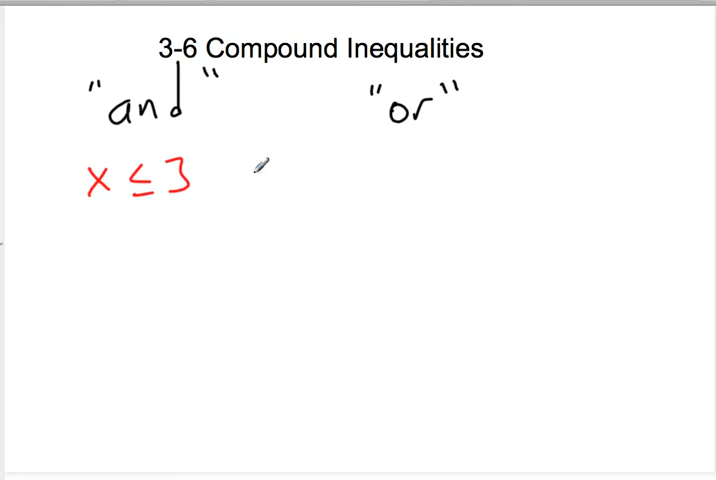 3-6 Compound Inequalities
"and" "or"
x ≤ 3